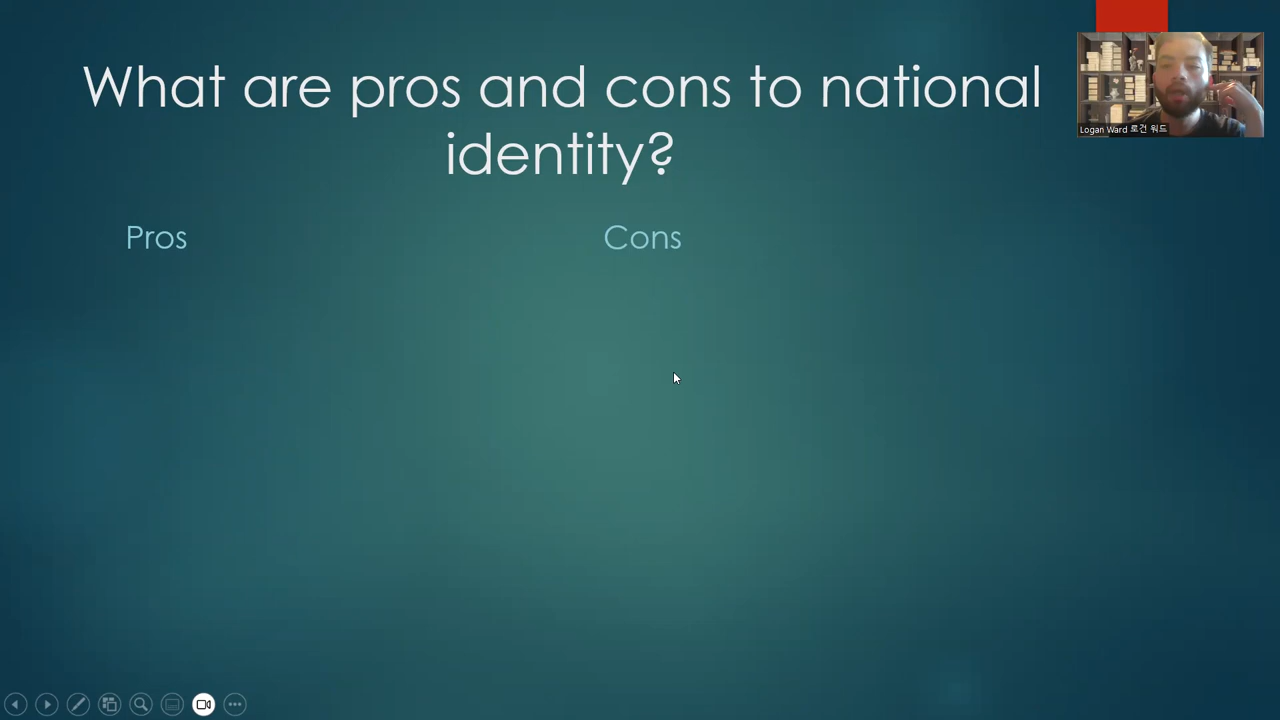 What are pros and cons to national
identity?
Logan Ward 로건 워드
Pros
Cons